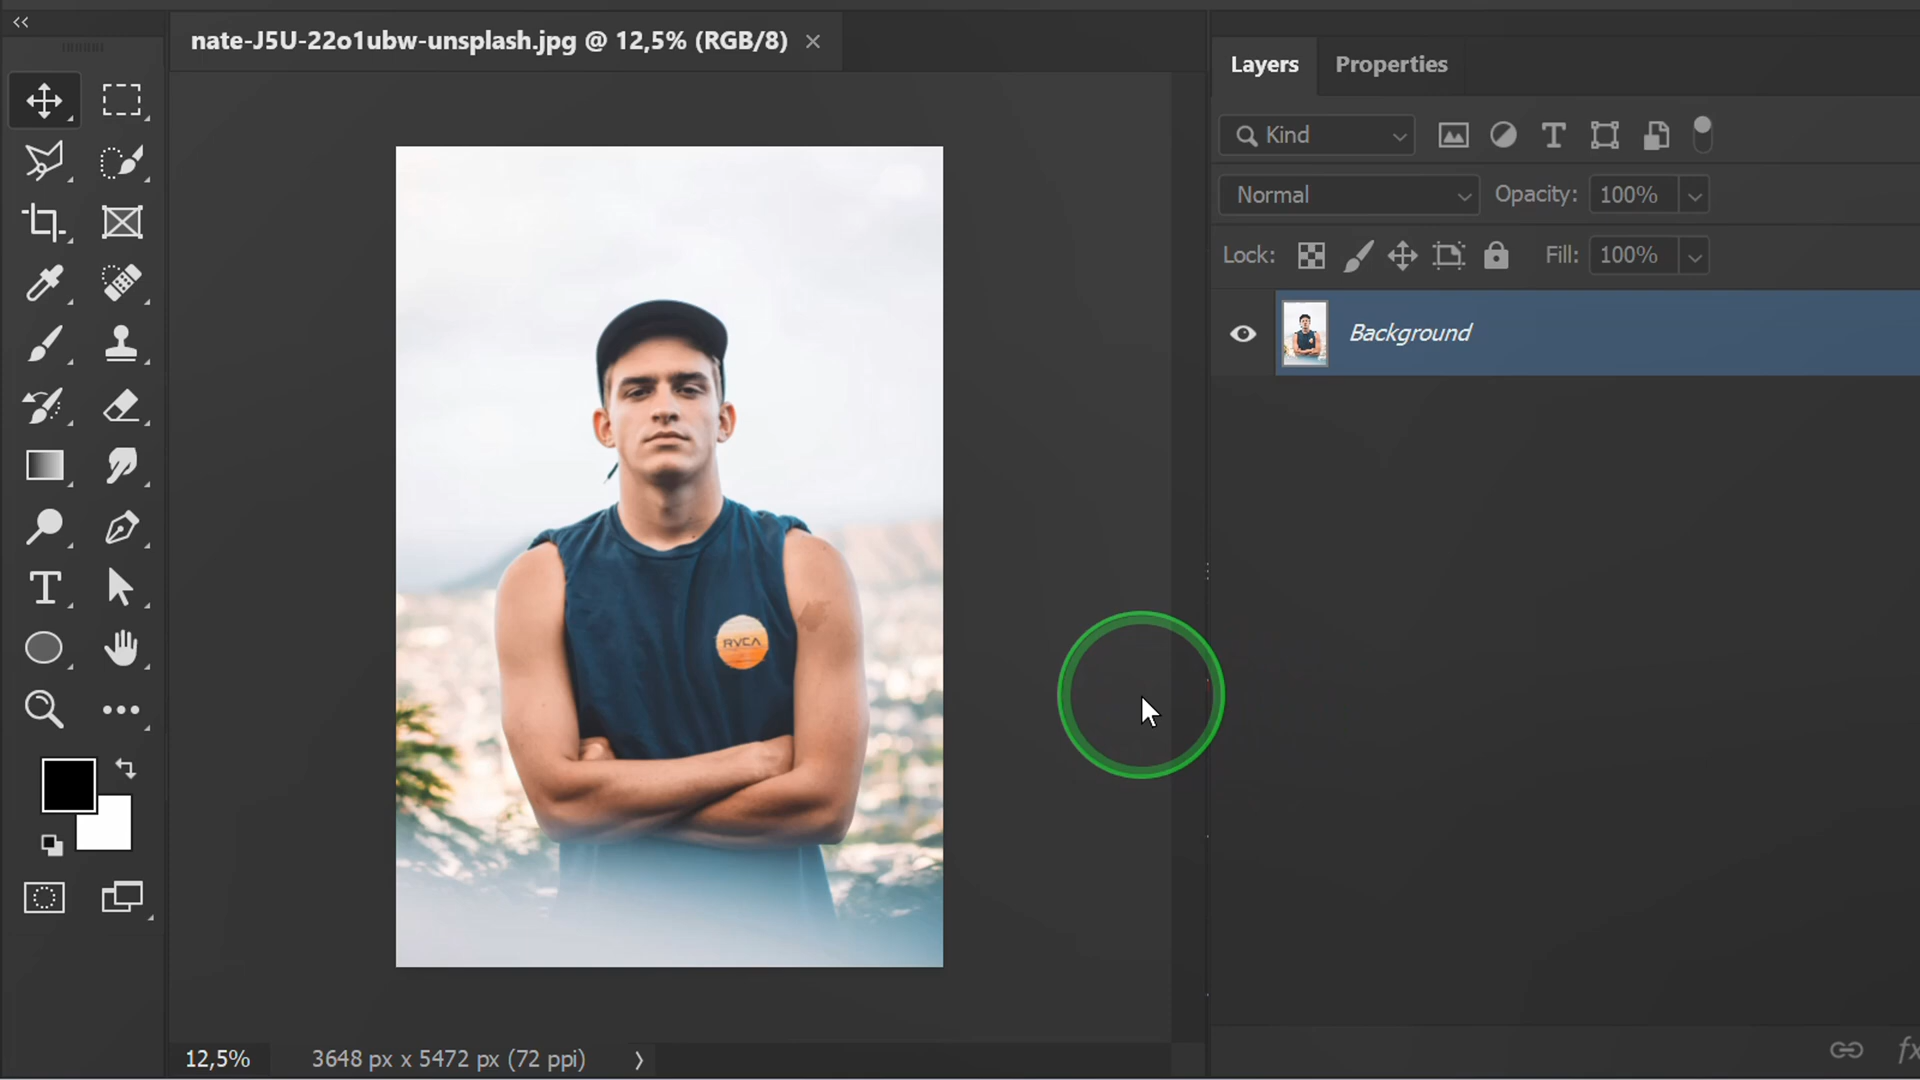 nate-J5U-22o1ubw-unsplash.jpg @ 12,5% (RGB/8)
Layers
Properties
Kind
Normal
Opacity: 100%
Lock:
Fill: 100%
Background
RVCA
12,5%
3648 px x 5472 px (72 ppi)
fx